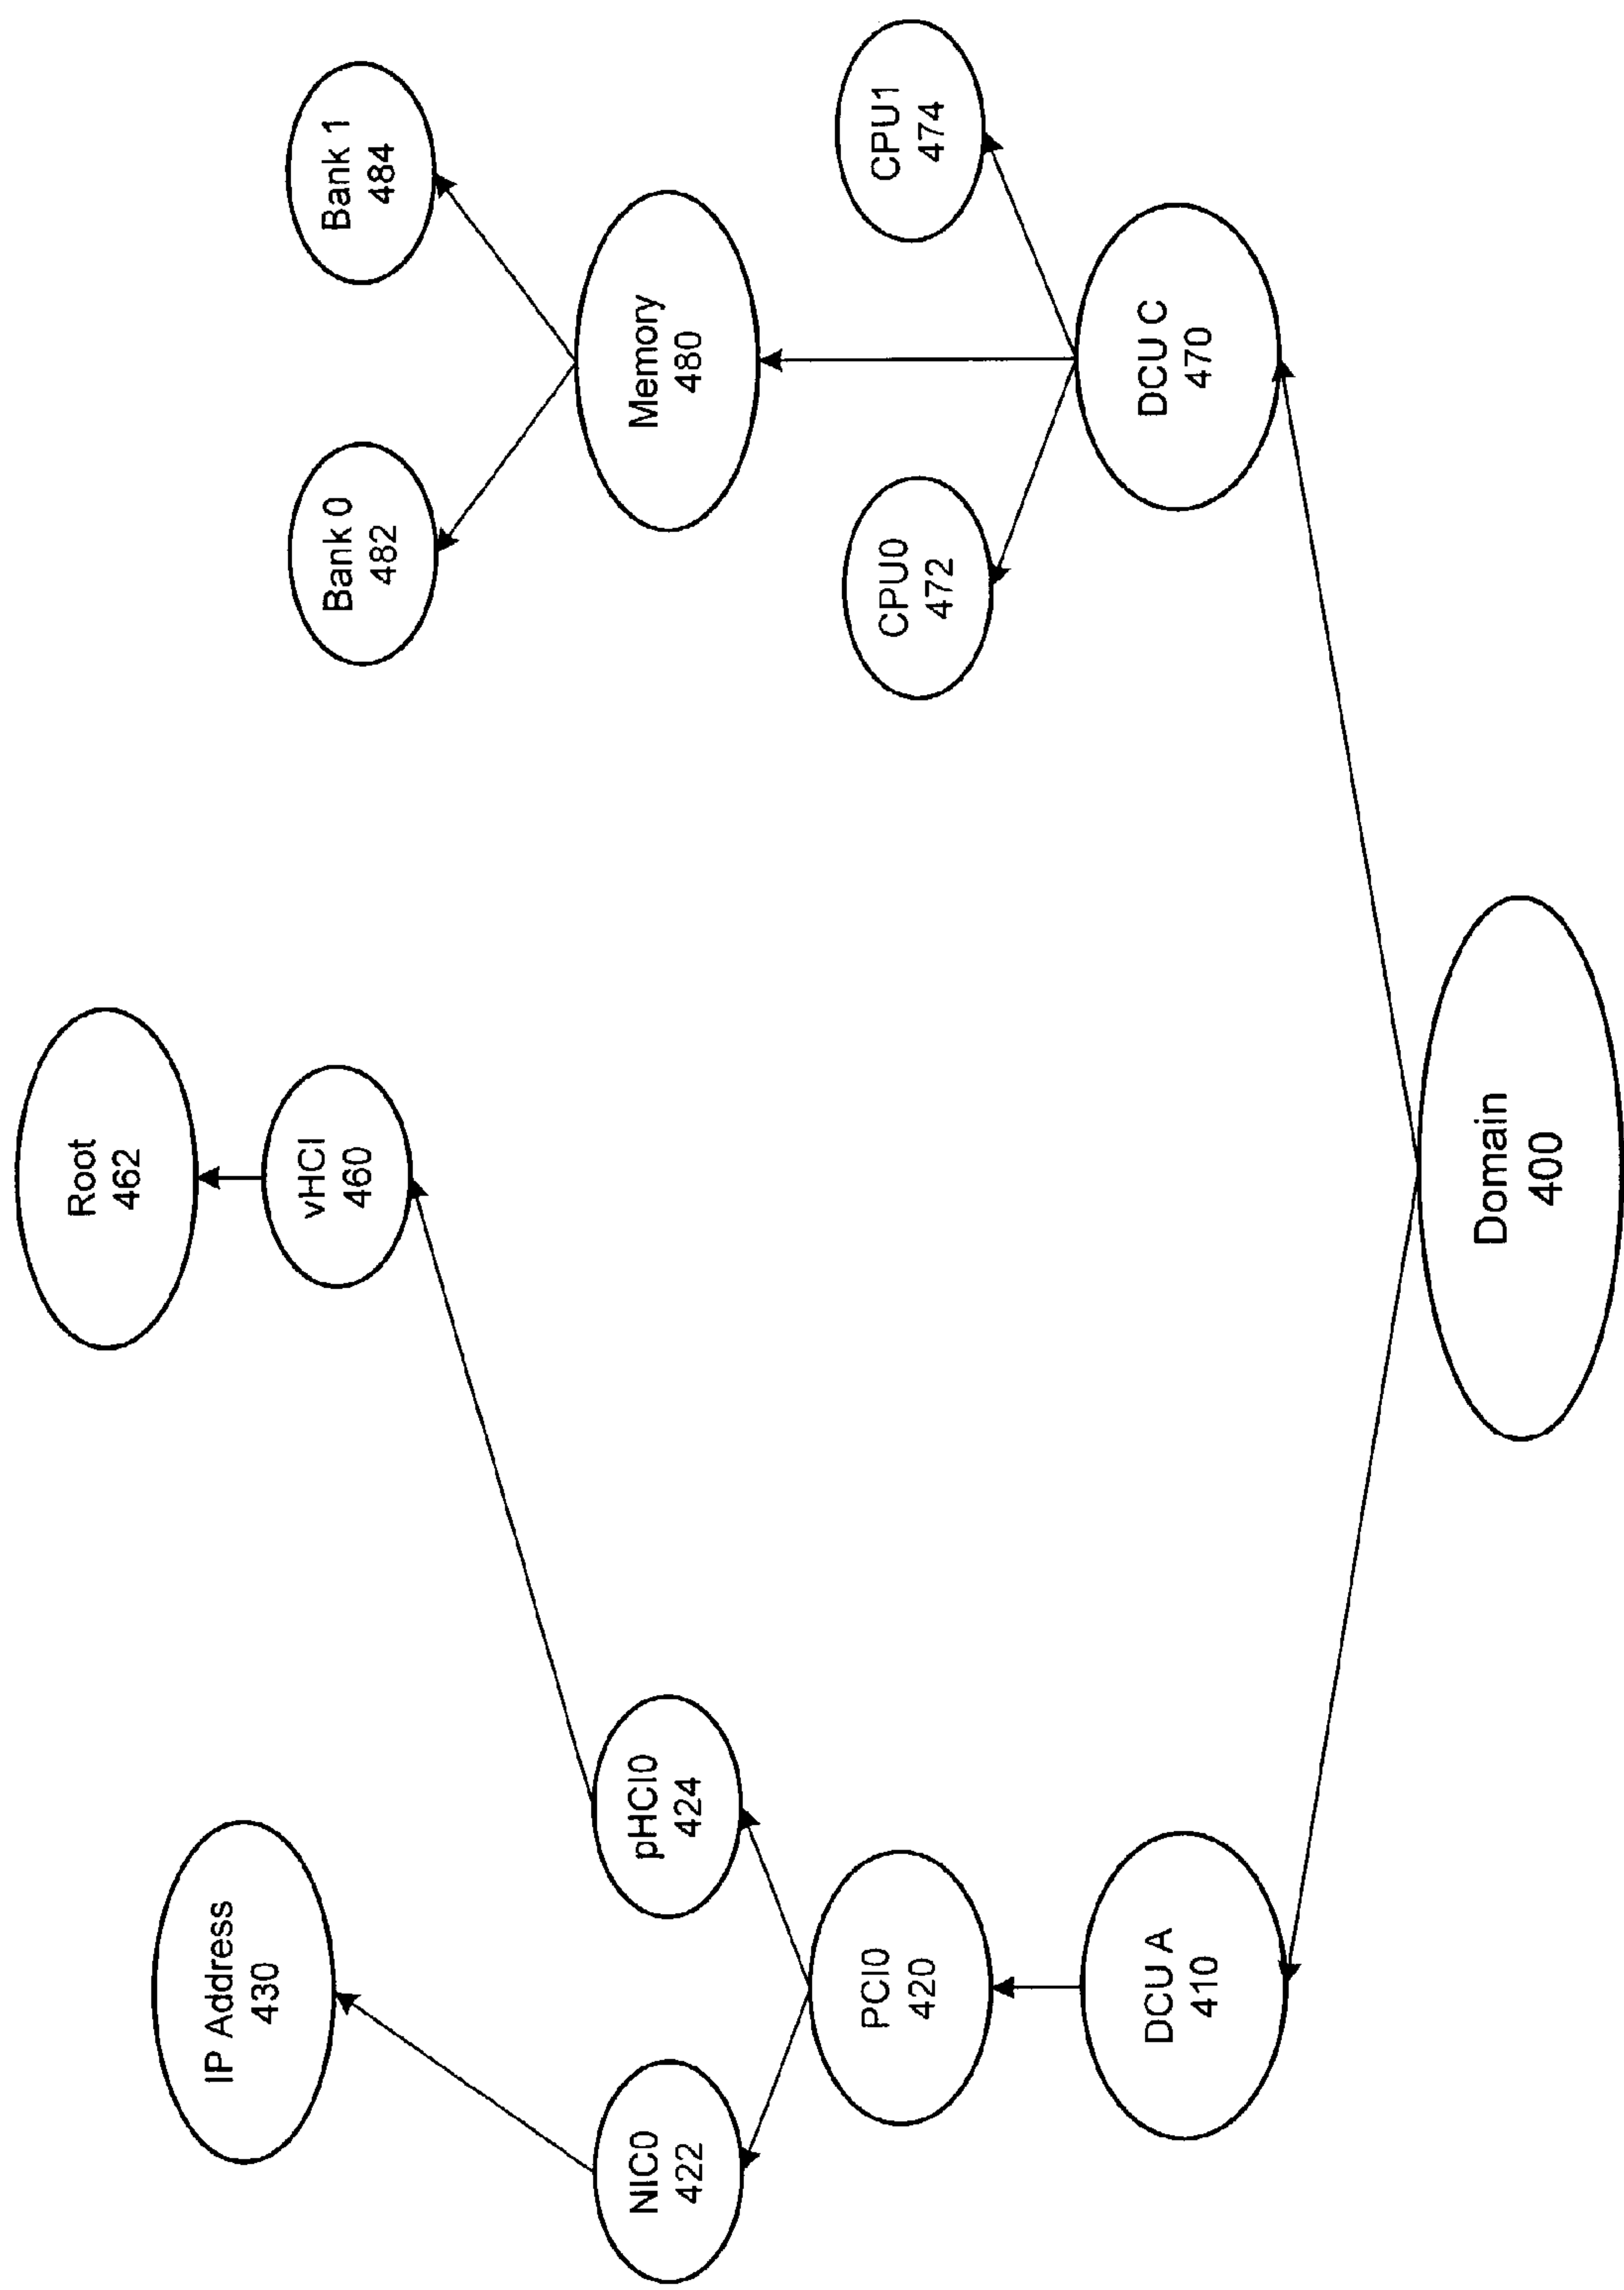 Root
462
IP Address
430
vHCI
460
Bank 0
482
Bank 1
484
NIC0
422
pHCI0
424
Memory
480
PCI0
420
CPU0
472
CPU1
474
DCU A
410
DCU C
470
Domain
400